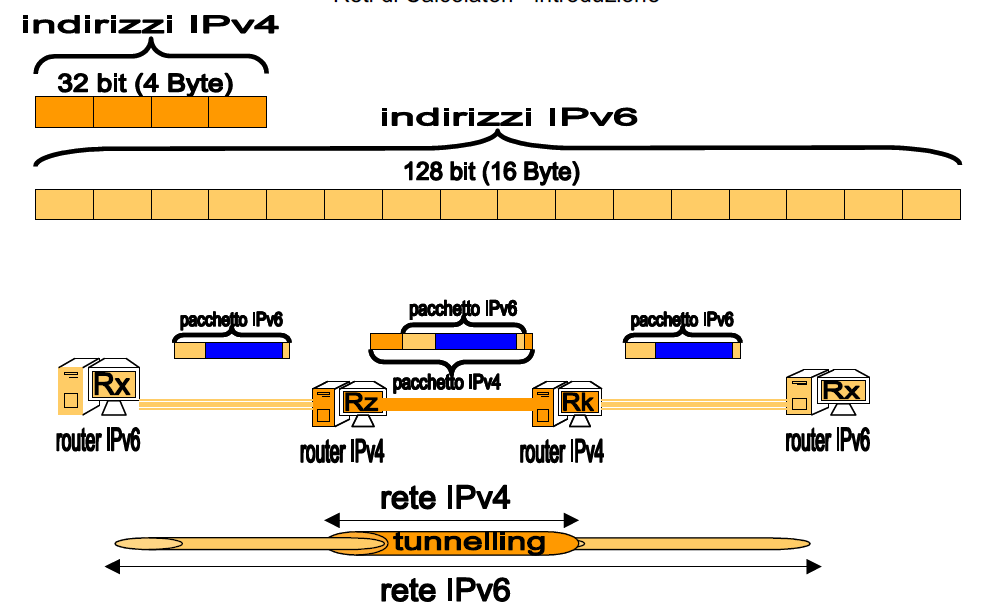 Reti di Calcolatori - Introduzione
indirizzi IPv4
32 bit (4 Byte)
indirizzi IPv6
128 bit (16 Byte)
pacchetto IPv6
pacchetto IPv6
pacchetto IPv6
pacchetto IPv4
Rx
Rz
Rk
Rx
router IPv6
router IPv4
router IPv4
router IPv6
rete IPv4
tunnelling
rete IPv6